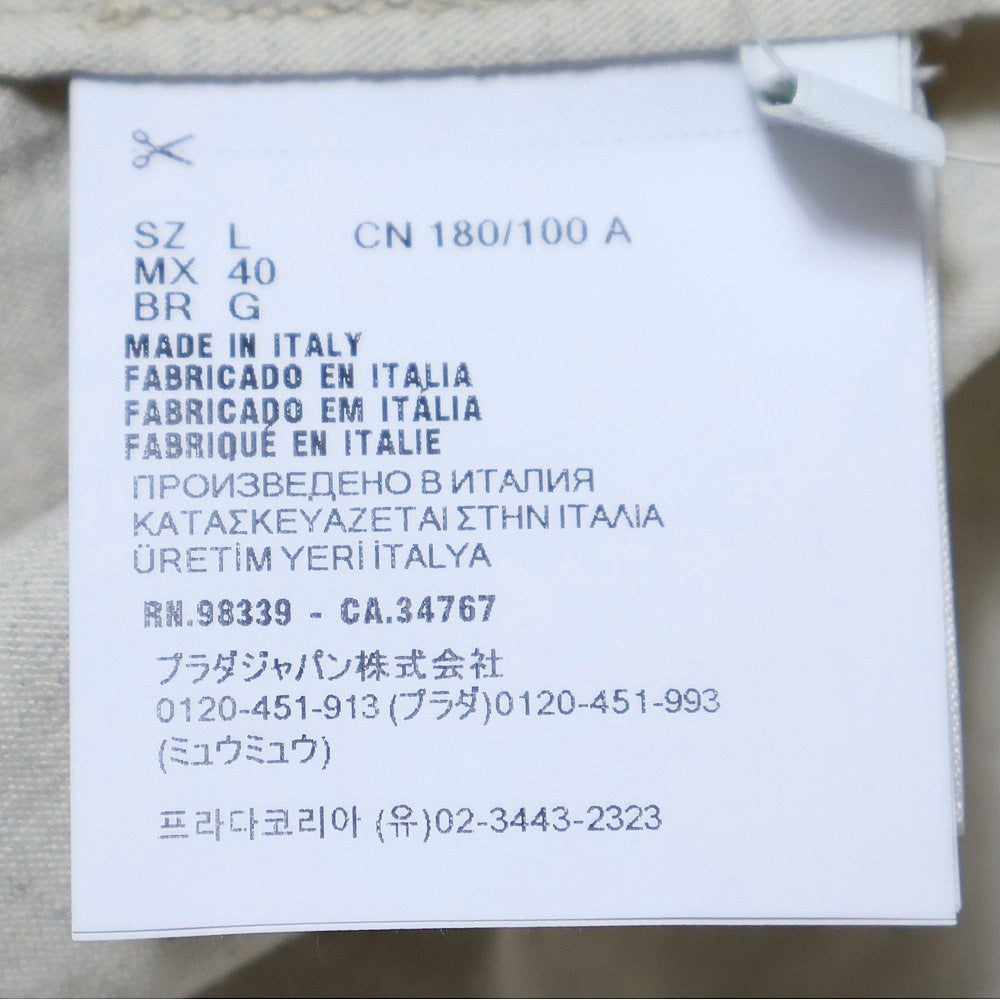 SZ L CN 180/100 A
MX 40
BR G
MADE IN ITALY
FABRICADO EN ITALIA
FABRICADO EM ITÁLIA
FABRIQUÉ EN ITALIE
ПРОИЗВЕДЕНО В ИТАЛИЯ
ΚΑΤΑΣΚΕΥΑΖΕΤΑΙ ΣΤΗΝ ΙΤΑΛΙΑ
ÜRETİM YERİ İTALYA
RN.98339 - CA.34767
プラダジャパン株式会社
0120-451-913 (プラダ)0120-451-993
(ミュウミュウ)
프라다코리아 (유)02-3443-2323